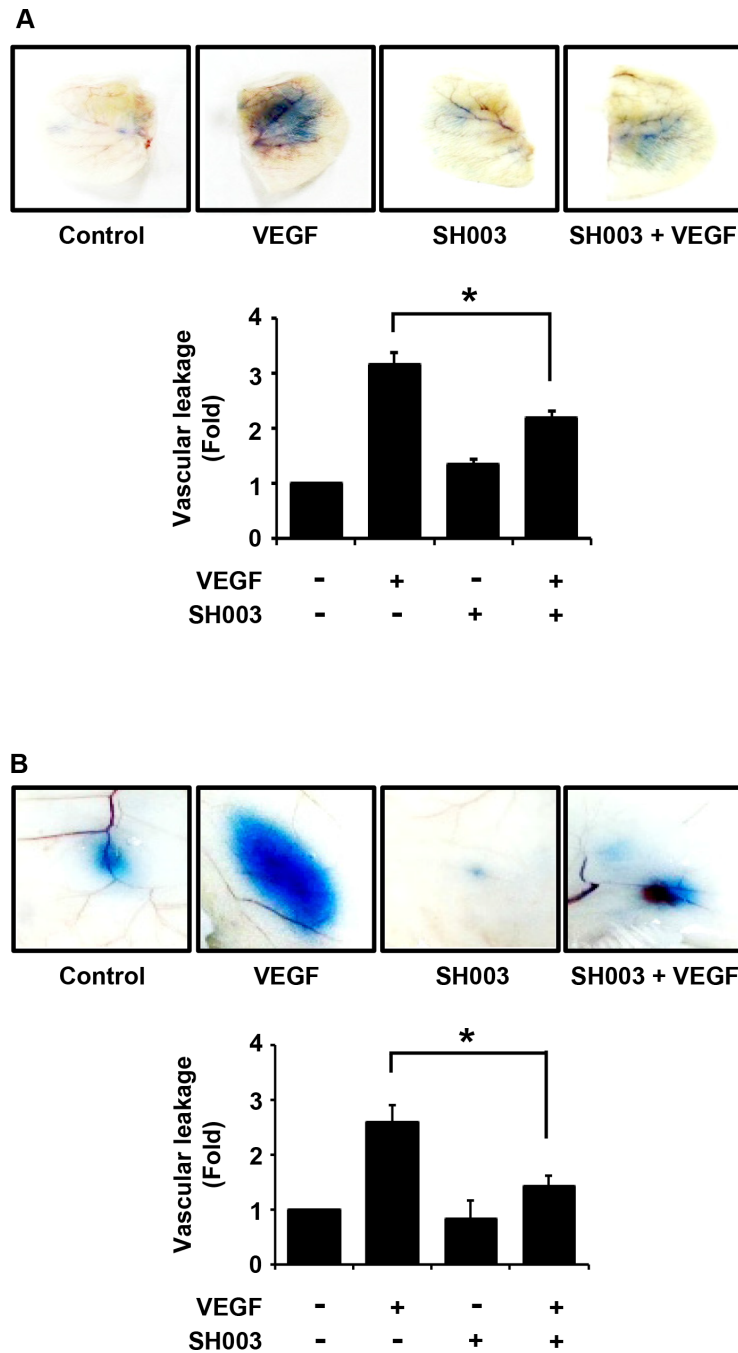 A
Control VEGF SH003 SH003 + VEGF
*
Vascular leakage
(Fold)
4
3
2
1
0
VEGF - + - +
SH003 - - + +
B
Control VEGF SH003 SH003 + VEGF
*
Vascular leakage
(Fold)
4
3
2
1
0
VEGF - + - +
SH003 - - + +